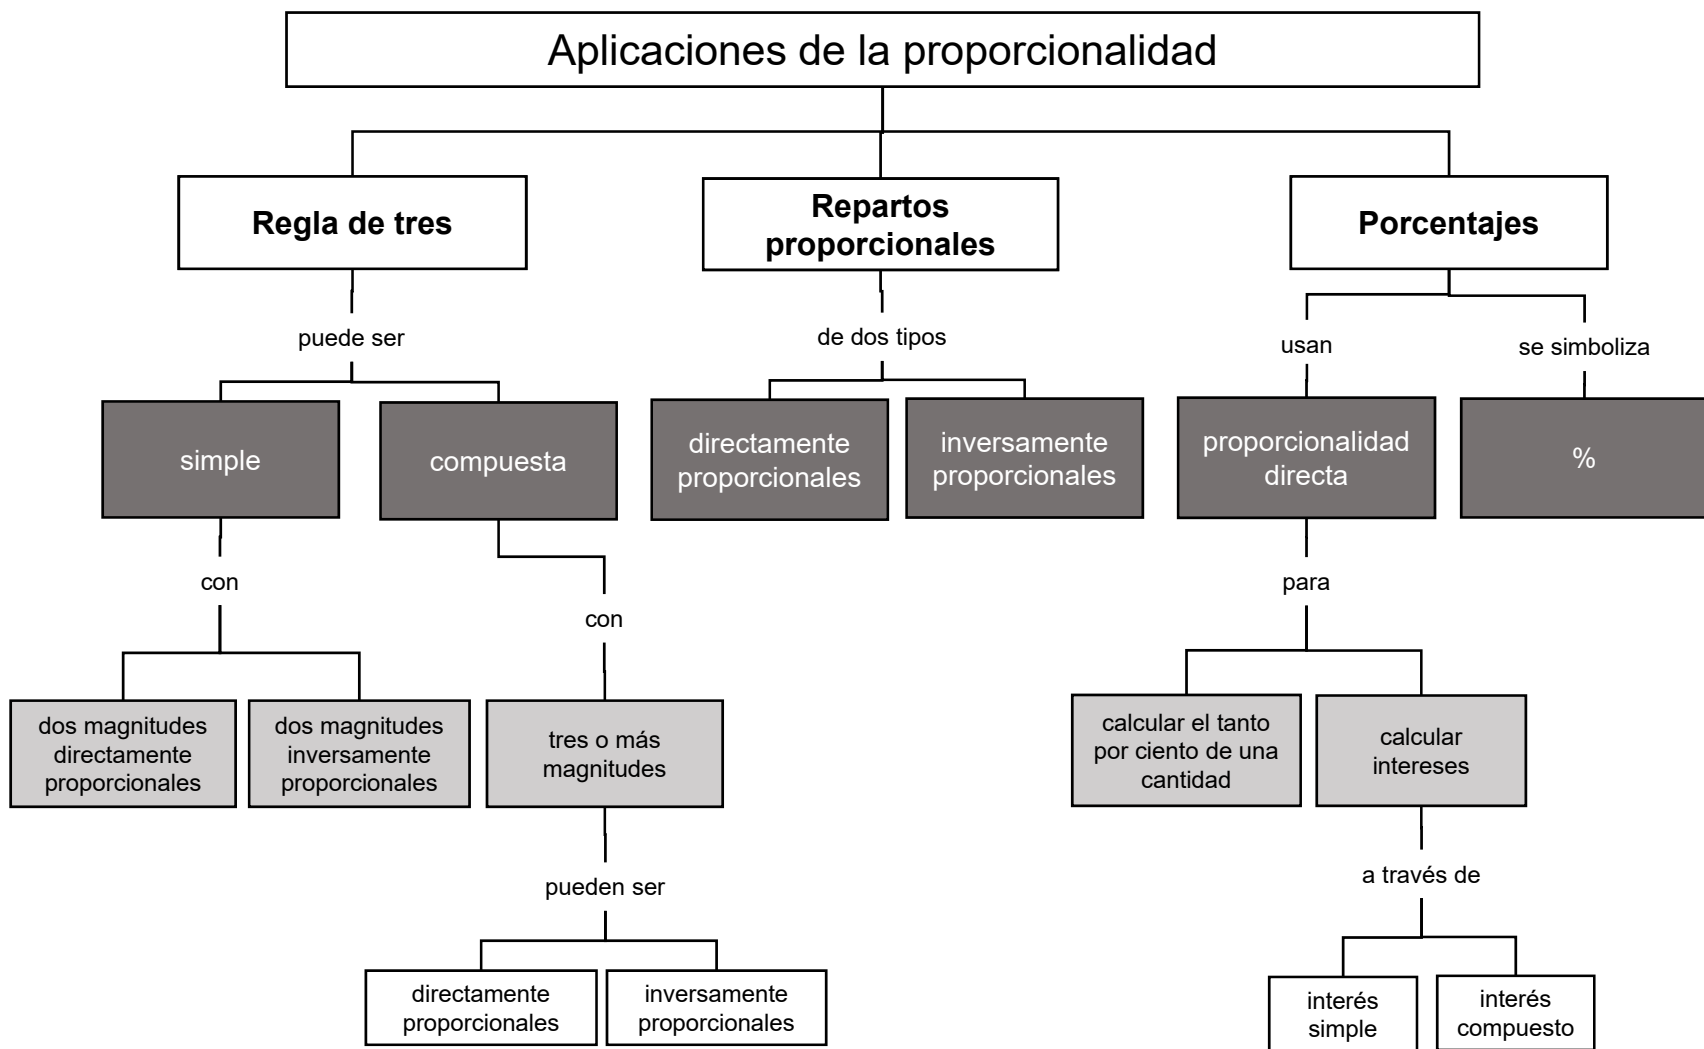 Aplicaciones de la proporcionalidad
Regla de tres
Repartos
proporcionales
Porcentajes
puede ser
de dos tipos
usan
se simboliza
simple
compuesta
directamente
proporcionales
inversamente
proporcionales
proporcionalidad
directa
%
con
con
para
dos magnitudes
directamente
proporcionales
dos magnitudes
inversamente
proporcionales
tres o más
magnitudes
calcular el tanto
por ciento de una
cantidad
calcular
intereses
pueden ser
a través de
directamente
proporcionales
inversamente
proporcionales
interés
simple
interés
compuesto